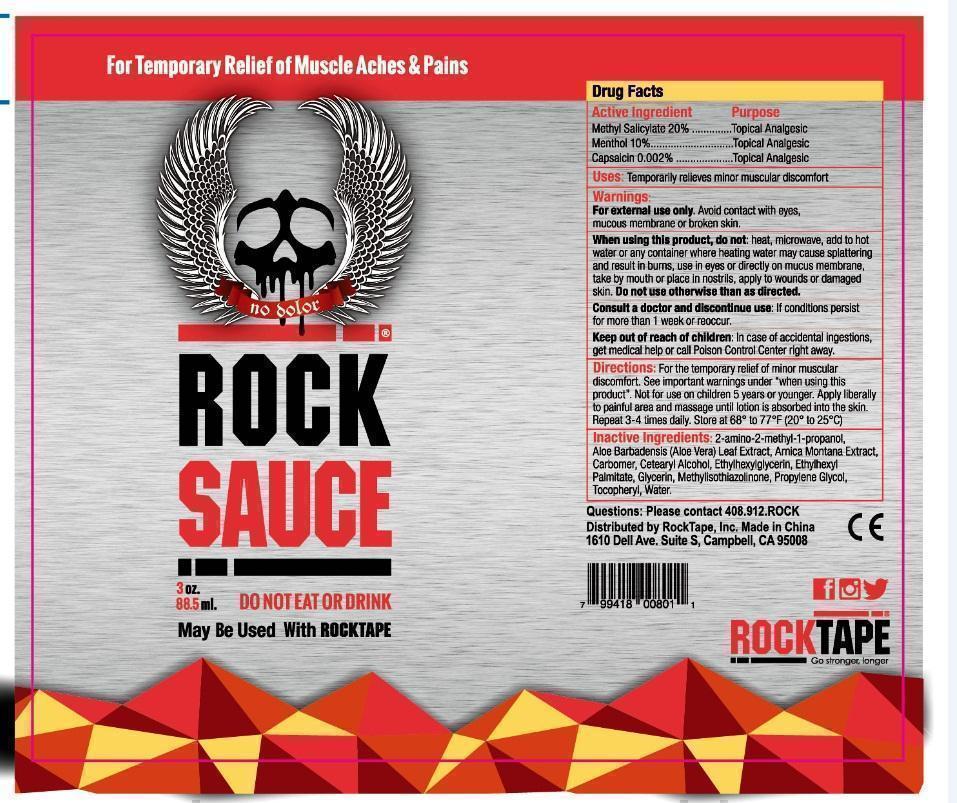 For Temporary Relief of Muscle Aches & Pains
no dolor
®
ROCK
SAUCE
3 oz.
88.5 ml. DO NOT EAT OR DRINK
May Be Used With ROCKTAPE
Drug Facts
Active Ingredient Purpose
Methyl Salicylate 20% ..............Topical Analgesic
Menthol 10%............................Topical Analgesic
Capsaicin 0.002% ....................Topical Analgesic
Uses: Temporarily relieves minor muscular discomfort
Warnings:
For external use only. Avoid contact with eyes,
mucous membrane or broken skin.
When using this product, do not: heat, microwave, add to hot
water or any container where heating water may cause splattering
and result in burns, use in eyes or directly on mucus membrane,
take by mouth or place in nostrils, apply to wounds or damaged
skin. Do not use otherwise than as directed.
Consult a doctor and discontinue use: If conditions persist
for more than 1 week or reoccur.
Keep out of reach of children: In case of accidental ingestions,
get medical help or call Poison Control Center right away.
Directions: For the temporary relief of minor muscular
discomfort. See important warnings under "when using this
product". Not for use on children 5 years or younger. Apply liberally
to painful area and massage until lotion is absorbed into the skin.
Repeat 3-4 times daily. Store at 68° to 77°F (20° to 25°C)
Inactive Ingredients: 2-amino-2-methyl-1-propanol,
Aloe Barbadensis (Aloe Vera) Leaf Extract, Arnica Montana Extract,
Carbomer, Cetearyl Alcohol, Ethylhexylglycerin, Ethylhexyl
Palmitate, Glycerin, Methylisothiazolinone, Propylene Glycol,
Tocopheryl, Water.
Questions: Please contact 408.912.ROCK
Distributed by RockTape, Inc. Made in China
1610 Dell Ave. Suite S, Campbell, CA 95008
CE
7 99418 00801 1
ROCKTAPE
Go stronger, longer